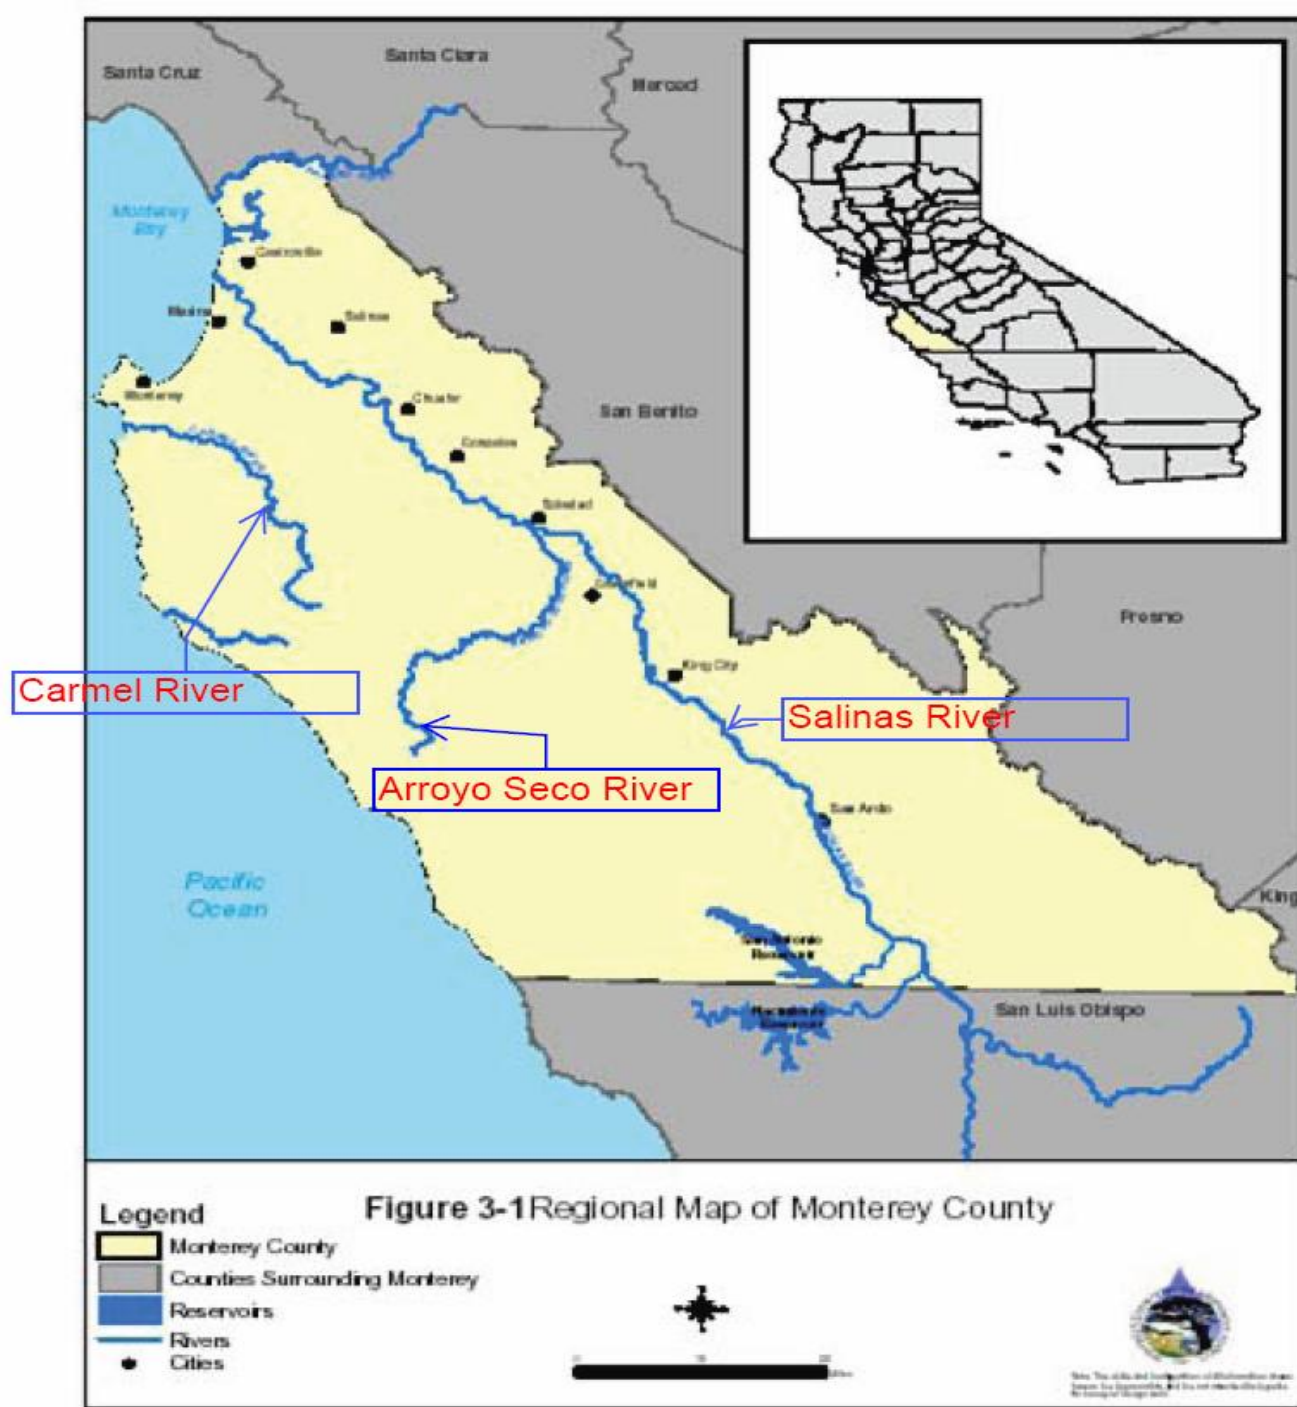 Santa Cruz
Santa Clara
Merced
Monterey
Bay
Castroville
Marina
Salinas
Monterey
Chualar
Gonzales
San Benito
Soledad
Greenfield
Fresno
King City
Carmel River
Salinas River
Arroyo Seco River
San Ardo
Pacific
Ocean
King
San Antonio
Reservoir
Reservoir
San Luis Obispo
Figure 3-1 Regional Map of Monterey County
Legend
Monterey County
Counties Surrounding Monterey
Reservoirs
Rivers
Cities